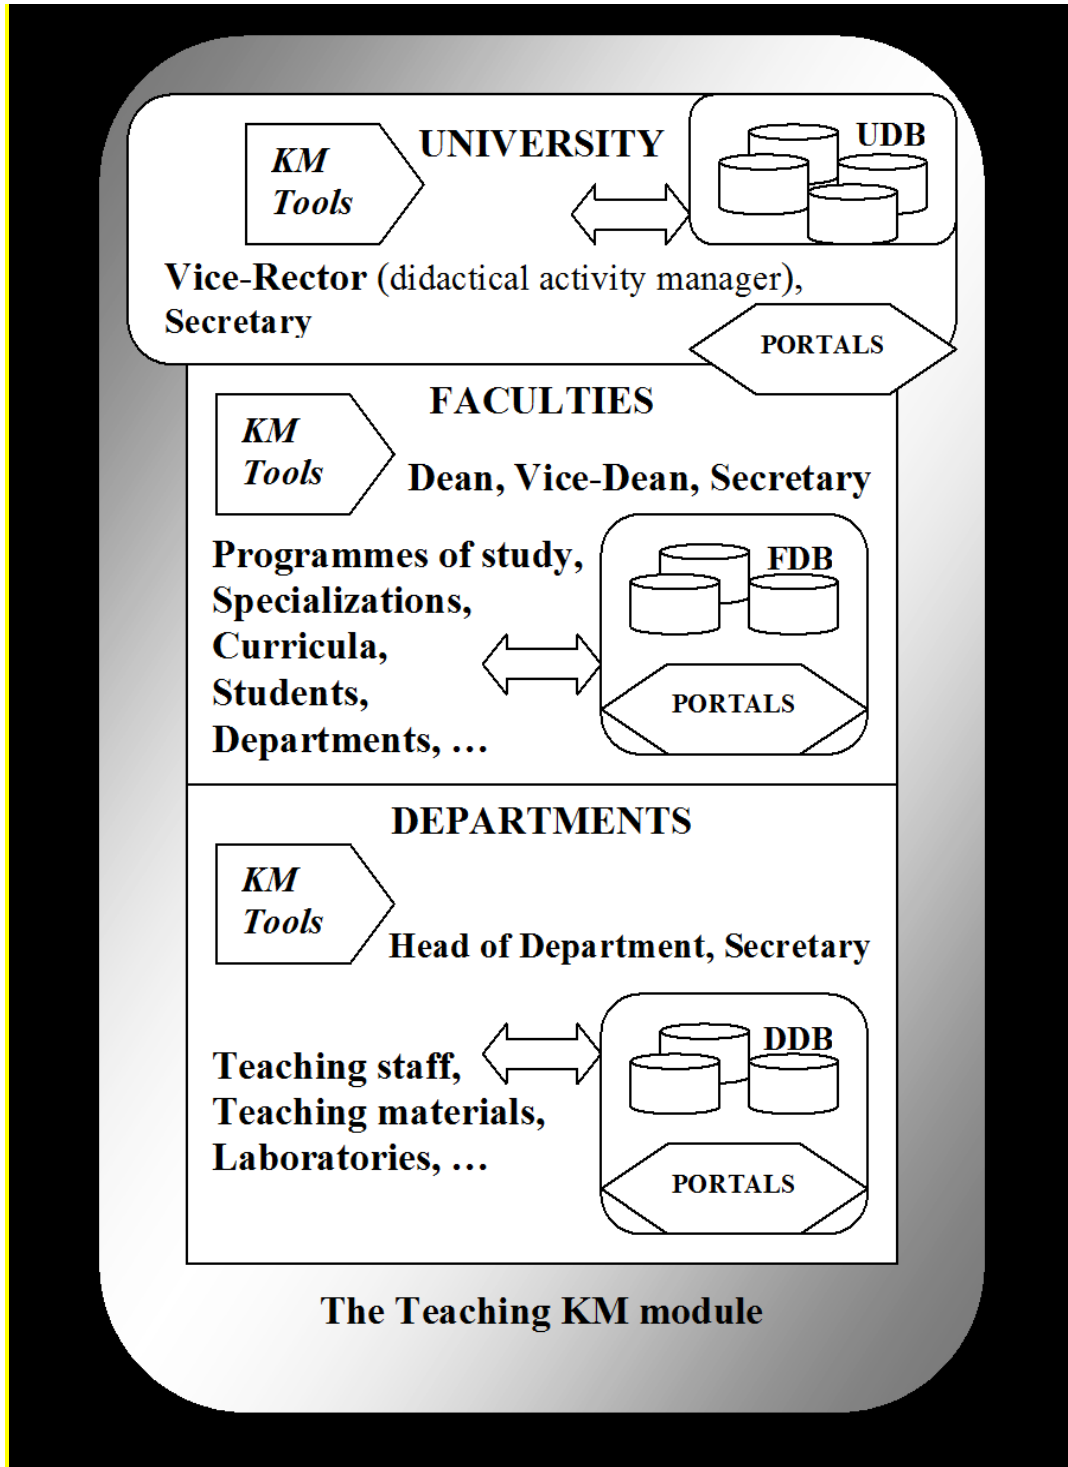 KM
Tools
UNIVERSITY
UDB
Vice-Rector (didactical activity manager),
Secretary
PORTALS
FACULTIES
KM
Tools
Dean, Vice-Dean, Secretary
Programmes of study,
Specializations,
Curricula,
Students,
Departments, …
FDB
PORTALS
DEPARTMENTS
KM
Tools
Head of Department, Secretary
Teaching staff,
Teaching materials,
Laboratories, …
DDB
PORTALS
The Teaching KM module